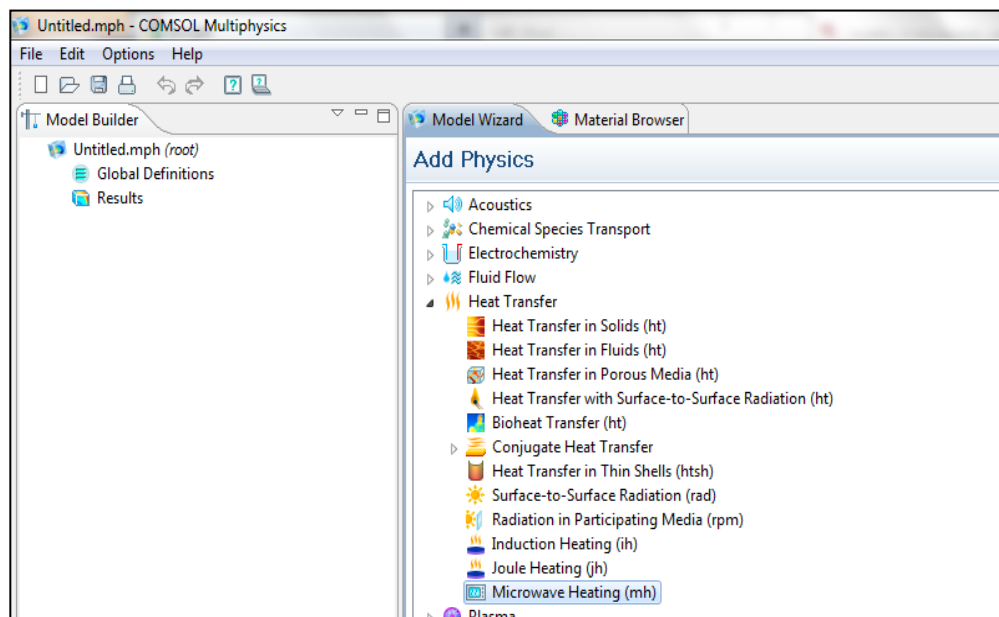 Untitled.mph - COMSOL Multiphysics
File Edit Options Help
Model Builder
Untitled.mph (root)
Global Definitions
Results
Model Wizard Material Browser
Add Physics
Acoustics
Chemical Species Transport
Electrochemistry
Fluid Flow
Heat Transfer
Heat Transfer in Solids (ht)
Heat Transfer in Fluids (ht)
Heat Transfer in Porous Media (ht)
Heat Transfer with Surface-to-Surface Radiation (ht)
Bioheat Transfer (ht)
Conjugate Heat Transfer
Heat Transfer in Thin Shells (htsh)
Surface-to-Surface Radiation (rad)
Radiation in Participating Media (rpm)
Induction Heating (ih)
Joule Heating (jh)
Microwave Heating (mh)
Plasma